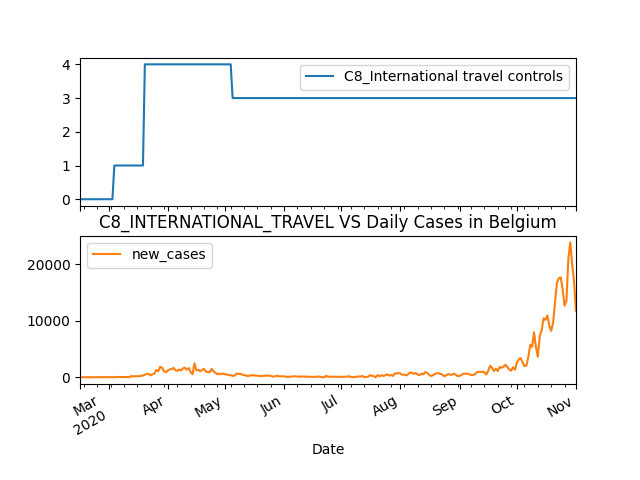 4
3
2
1
0
C8_International travel controls
C8_INTERNATIONAL_TRAVEL VS Daily Cases in Belgium
20000
10000
0
new_cases
Mar
2020
Apr
May
Jun
Jul
Aug
Sep
Oct
Nov
Date